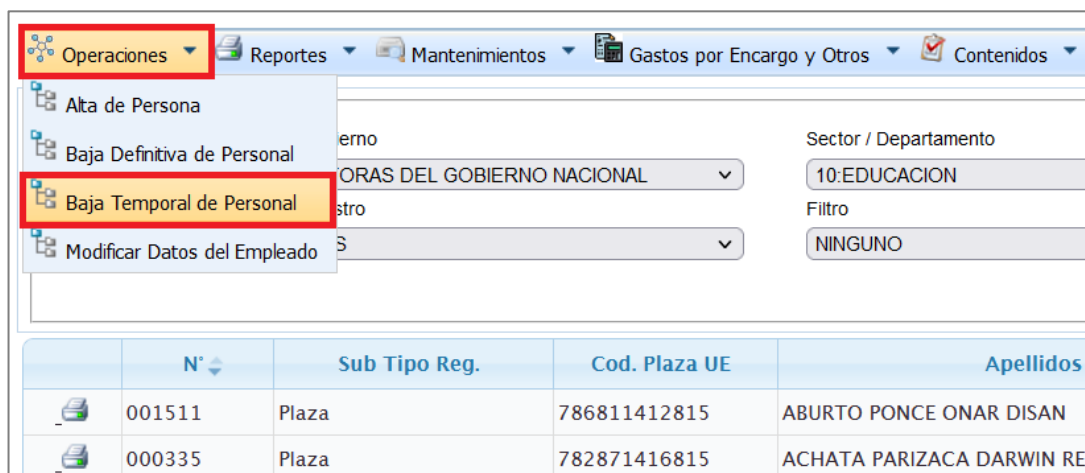 Operaciones Reportes Mantenimientos Gastos por Encargo y Otros Contenidos
Alta de Persona
Baja Definitiva de Personal
Baja Temporal de Personal
Modificar Datos del Empleado
erno Sector / Departamento
ORAS DEL GOBIERNO NACIONAL 10:EDUCACION
stro Filtro
S NINGUNO
N° Sub Tipo Reg. Cod. Plaza UE Apellidos
001511 Plaza 786811412815 ABURTO PONCE ONAR DISAN
000335 Plaza 782871416815 ACHATA PARIZACA DARWIN RE